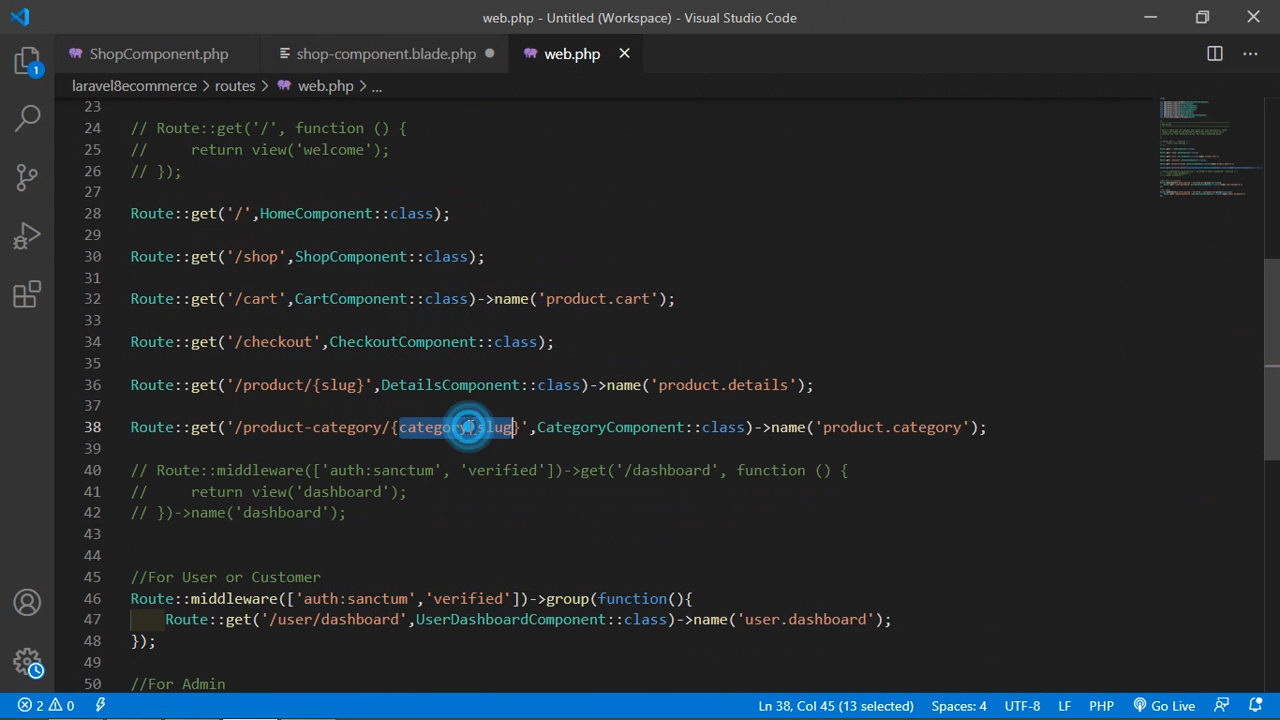 web.php - Untitled (Workspace) - Visual Studio Code
ShopComponent.php shop-component.blade.php web.php
laravel8ecommerce > routes > web.php > ...
1
23
24 // Route::get('/', function () {
25 //     return view('welcome');
26 // });
27
28 Route::get('/',HomeComponent::class);
29
30 Route::get('/shop',ShopComponent::class);
31
32 Route::get('/cart',CartComponent::class)->name('product.cart');
33
34 Route::get('/checkout',CheckoutComponent::class);
35
36 Route::get('/product/{slug}',DetailsComponent::class)->name('product.details');
37
38 Route::get('/product-category/{category_slug}',CategoryComponent::class)->name('product.category');
39
40 // Route::middleware(['auth:sanctum', 'verified'])->get('/dashboard', function () {
41 //     return view('dashboard');
42 // })->name('dashboard');
43
44
45 //For User or Customer
46 Route::middleware(['auth:sanctum','verified'])->group(function(){
47     Route::get('/user/dashboard',UserDashboardComponent::class)->name('user.dashboard');
48 });
49
50 //For Admin
2 0 Ln 38, Col 45 (13 selected) Spaces: 4 UTF-8 LF PHP Go Live